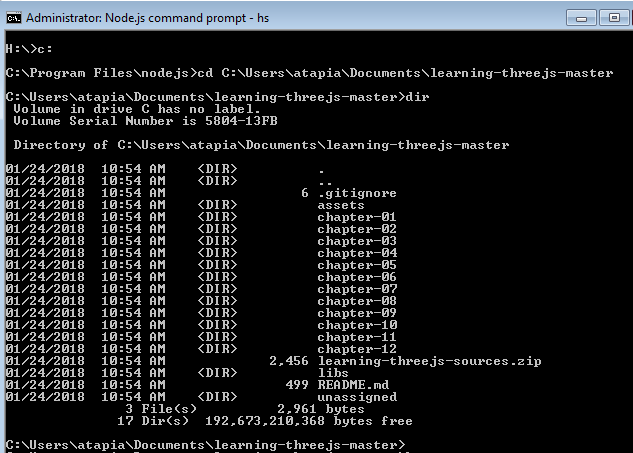 Administrator: Node.js command prompt - hs
H:\>c:
C:\Program Files\nodejs>cd C:\Users\atapia\Documents\learning-threejs-master
C:\Users\atapia\Documents\learning-threejs-master>dir
 Volume in drive C has no label.
 Volume Serial Number is 5804-13FB
 Directory of C:\Users\atapia\Documents\learning-threejs-master
01/24/2018  10:54 AM    <DIR>          .
01/24/2018  10:54 AM    <DIR>          ..
01/24/2018  10:54 AM                 6 .gitignore
01/24/2018  10:54 AM    <DIR>          assets
01/24/2018  10:54 AM    <DIR>          chapter-01
01/24/2018  10:54 AM    <DIR>          chapter-02
01/24/2018  10:54 AM    <DIR>          chapter-03
01/24/2018  10:54 AM    <DIR>          chapter-04
01/24/2018  10:54 AM    <DIR>          chapter-05
01/24/2018  10:54 AM    <DIR>          chapter-06
01/24/2018  10:54 AM    <DIR>          chapter-07
01/24/2018  10:54 AM    <DIR>          chapter-08
01/24/2018  10:54 AM    <DIR>          chapter-09
01/24/2018  10:54 AM    <DIR>          chapter-10
01/24/2018  10:54 AM    <DIR>          chapter-11
01/24/2018  10:54 AM    <DIR>          chapter-12
01/24/2018  10:54 AM             2,456 learning-threejs-sources.zip
01/24/2018  10:54 AM    <DIR>          libs
01/24/2018  10:54 AM               499 README.md
01/24/2018  10:54 AM    <DIR>          unassigned
               3 File(s)          2,961 bytes
              17 Dir(s)  192,673,210,368 bytes free
C:\Users\atapia\Documents\learning-threejs-master>